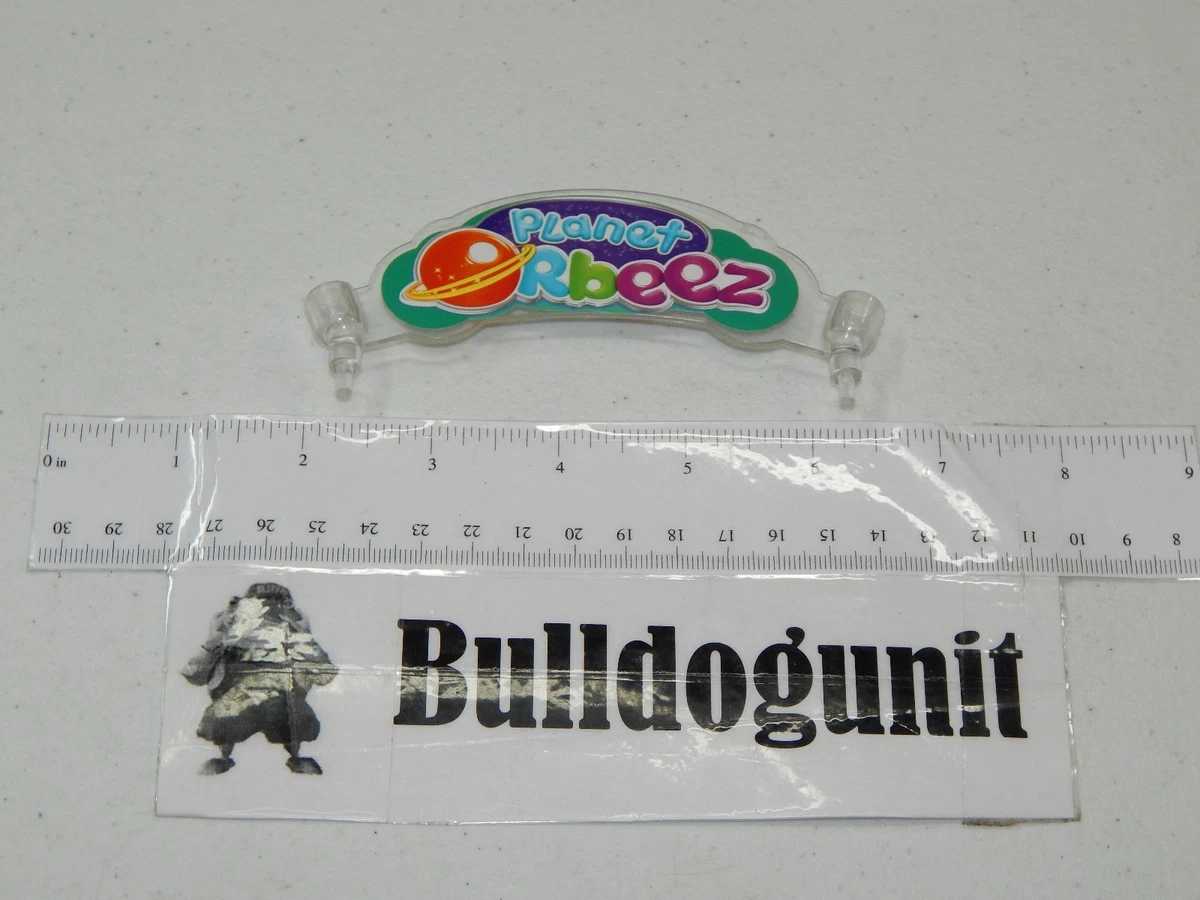 Planet
ORbeez
0 in 1 2 3 4 5 6 7 8 9
30 29 28 27 26 25 24 23 22 21 20 19 18 17 16 15 14 13 12 11 10 9 8
Bulldogunit